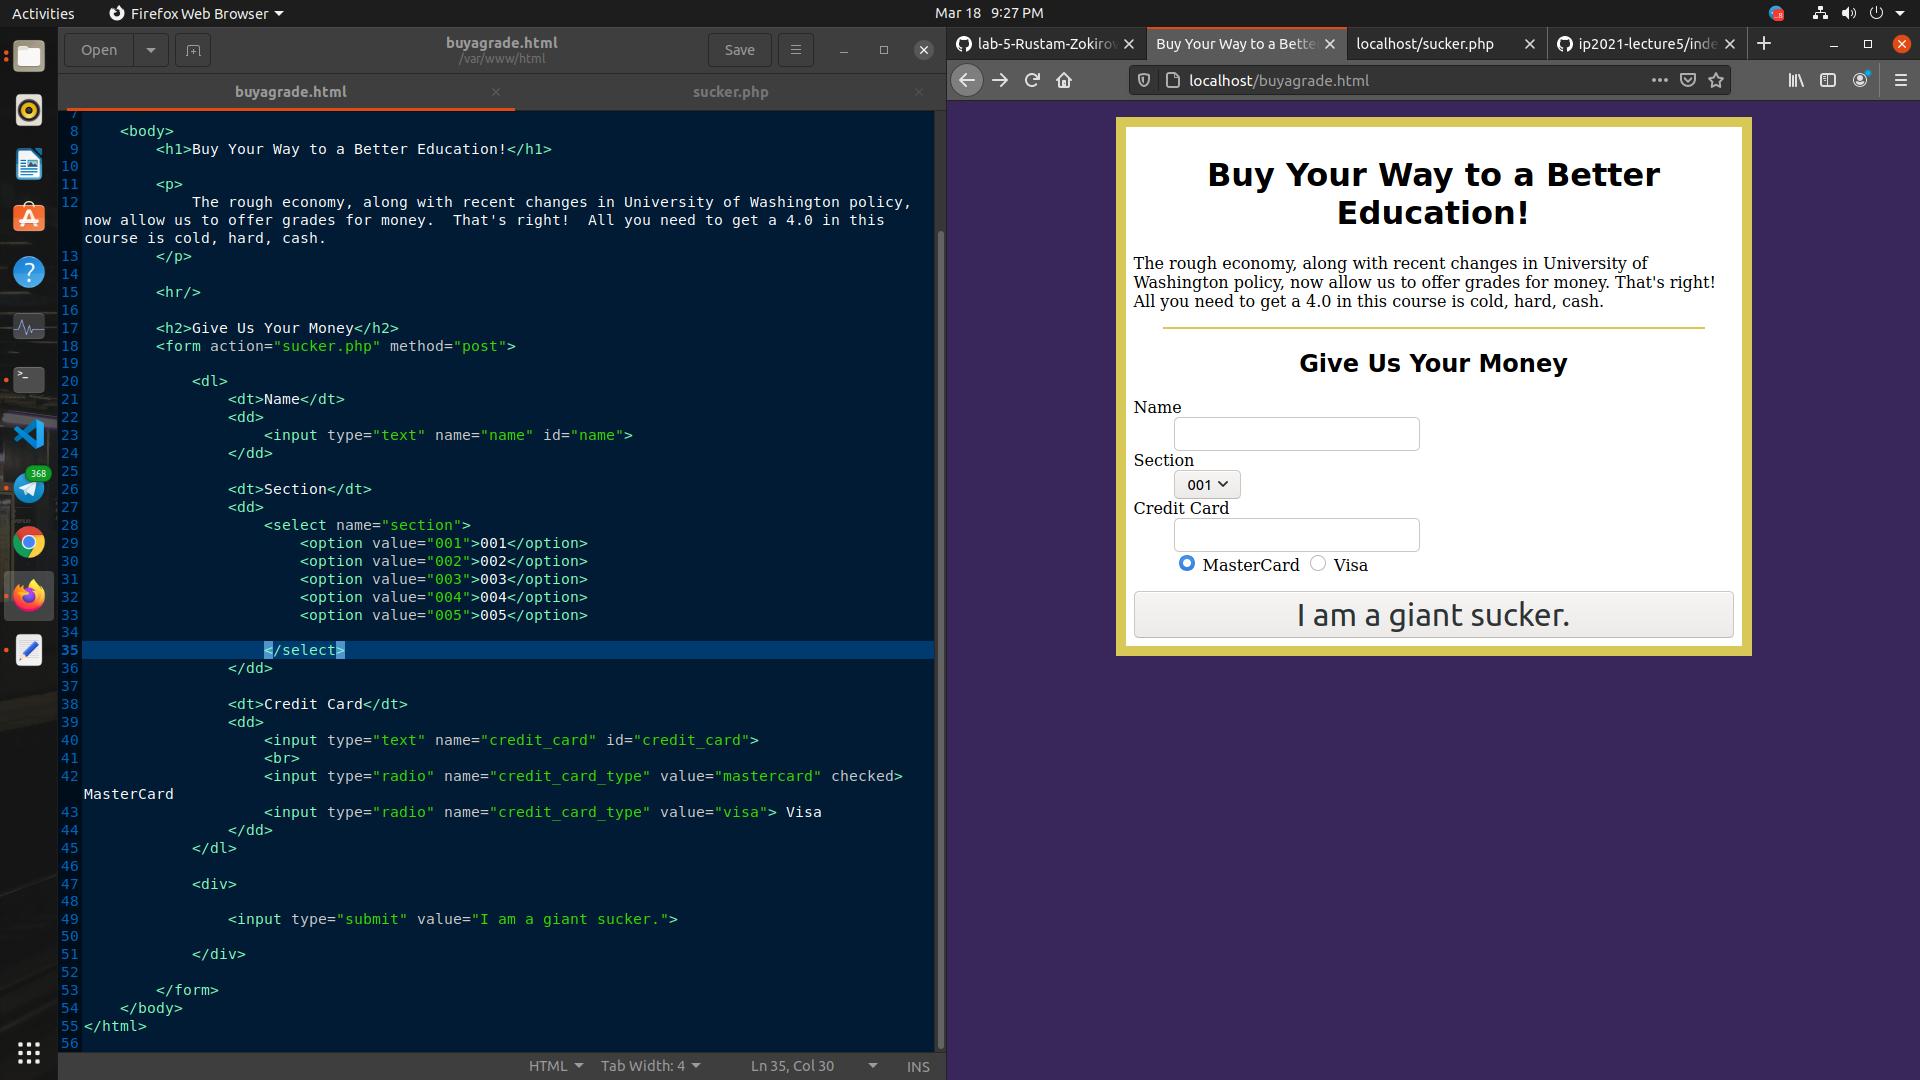 Activities
Firefox Web Browser
Mar 18 9:27 PM
Open
buyagrade.html
/var/www/html
Save
buyagrade.html
sucker.php
7
8 <body>
9 <h1>Buy Your Way to a Better Education!</h1>
10
11 <p>
12 The rough economy, along with recent changes in University of Washington policy,
now allow us to offer grades for money.  That's right!  All you need to get a 4.0 in this
course is cold, hard, cash.
13 </p>
14
15 <hr/>
16
17 <h2>Give Us Your Money</h2>
18 <form action="sucker.php" method="post">
19
20 <dl>
21 <dt>Name</dt>
22 <dd>
23 <input type="text" name="name" id="name">
24 </dd>
25
26 <dt>Section</dt>
27 <dd>
28 <select name="section">
29 <option value="001">001</option>
30 <option value="002">002</option>
31 <option value="003">003</option>
32 <option value="004">004</option>
33 <option value="005">005</option>
34
35 </select>
36 </dd>
37
38 <dt>Credit Card</dt>
39 <dd>
40 <input type="text" name="credit_card" id="credit_card">
41 <br>
42 <input type="radio" name="credit_card_type" value="mastercard" checked>
MasterCard
43 <input type="radio" name="credit_card_type" value="visa"> Visa
44 </dd>
45 </dl>
46
47 <div>
48
49 <input type="submit" value="I am a giant sucker.">
50
51 </div>
52
53 </form>
54 </body>
55 </html>
56
HTML
Tab Width: 4
Ln 35, Col 30
INS
368
lab-5-Rustam-Zokirov
Buy Your Way to a Bette
localhost/sucker.php
ip2021-lecture5/inde
localhost/buyagrade.html
Buy Your Way to a Better
Education!
The rough economy, along with recent changes in University of
Washington policy, now allow us to offer grades for money. That's right!
All you need to get a 4.0 in this course is cold, hard, cash.
Give Us Your Money
Name
Section
001
Credit Card
MasterCard Visa
I am a giant sucker.